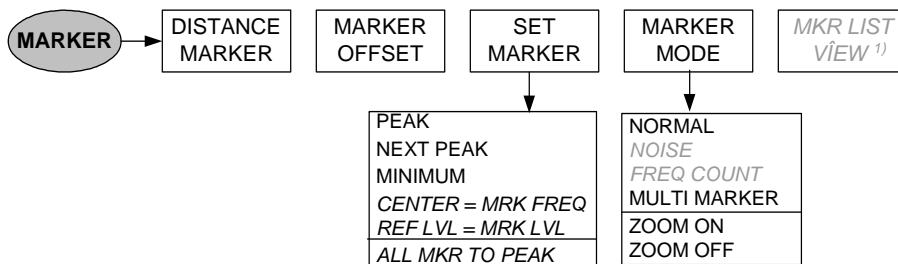 MARKER
DISTANCE
MARKER
MARKER
OFFSET
SET
MARKER
MARKER
MODE
MKR LIST
VÎEW 1)
PEAK
NEXT PEAK
MINIMUM
CENTER = MRK FREQ
REF LVL = MRK LVL
ALL MKR TO PEAK
NORMAL
NOISE
FREQ COUNT
MULTI MARKER
ZOOM ON
ZOOM OFF